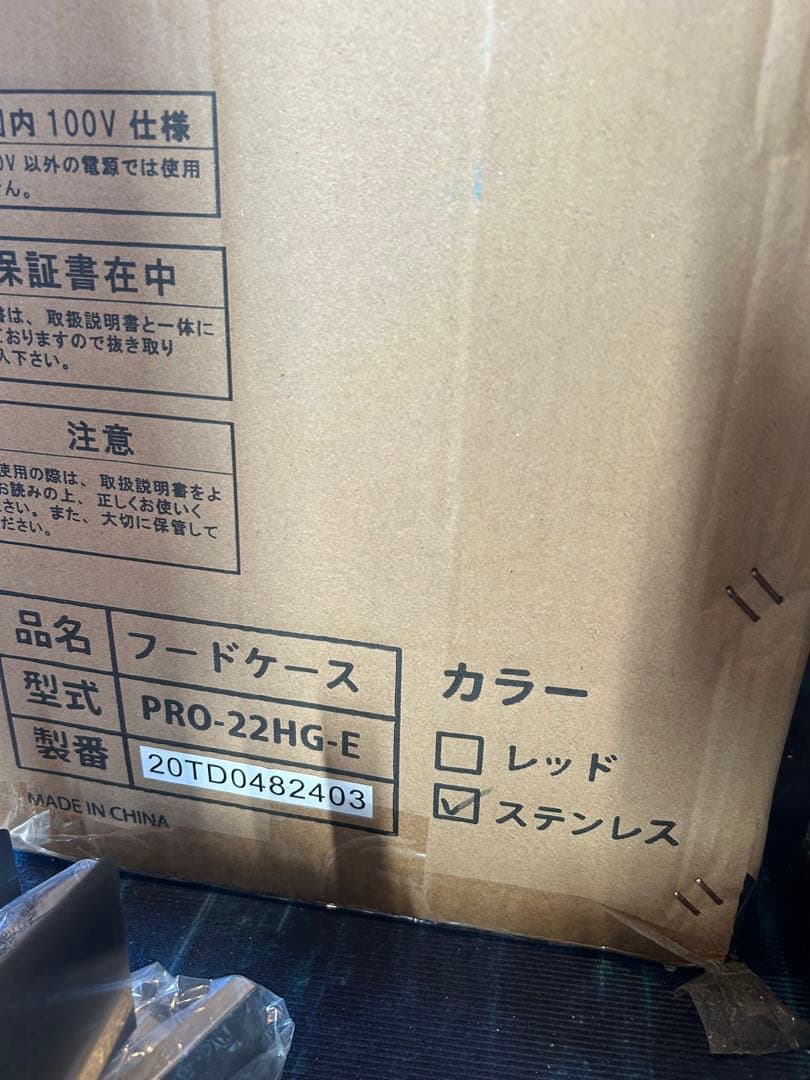 内100V 仕様
V 以外の電源では使用
ん。
保証書在中
は、取扱説明書と一体に
ておりますので抜き取り
入下さい。
注意
使用の際は、取扱説明書をよ
お読みの上、正しくお使いく
さい。また、大切に保管して
ださい。
品名 フードケース
型式 PRO-22HG-E
製番 20TD0482403
MADE IN CHINA
カラー
レッド
ステンレス